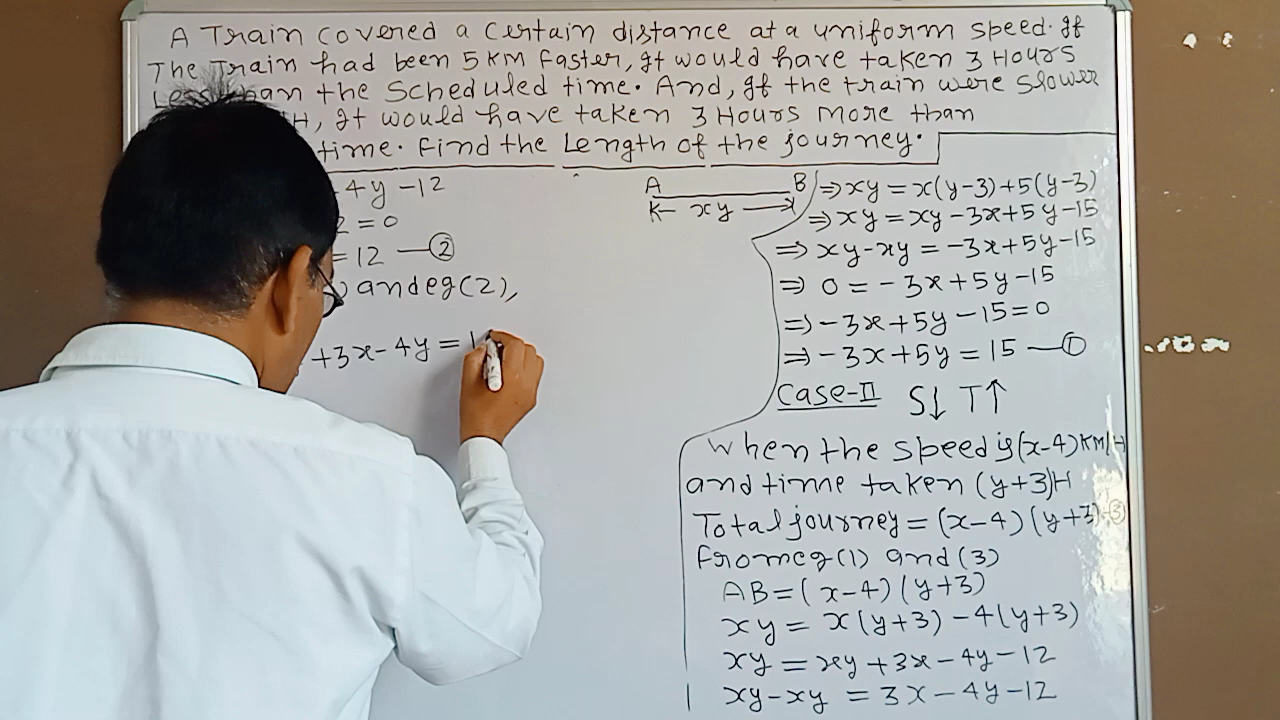 A Train covered a certain distance at a uniform speed. If
The Train had been 5 KM Faster, It would have taken 3 Hours
than the scheduled time. And, If the train were slower
H, It would have taken 3 Hours more than
time. Find the Length of the journey.
4y -12
= 0
= 12 — ②
and eq(2),
+3x-4y = 1
A B
xy
⇒ xy = x(y-3)+5(y-3)
⇒ xy = xy-3x+5y-15
⇒ xy-xy = -3x+5y-15
⇒ 0 = -3x+5y-15
⇒ -3x+5y-15=0
⇒ -3x+5y = 15 — ①
Case-II S↓ T↑
When the speed is (x-4) KM/H
and time taken (y+3)H
Total journey = (x-4)(y+3) ③
From eq(1) and (3)
AB = (x-4)(y+3)
xy = x(y+3)-4(y+3)
xy = xy+3x-4y-12
xy-xy = 3x-4y-12